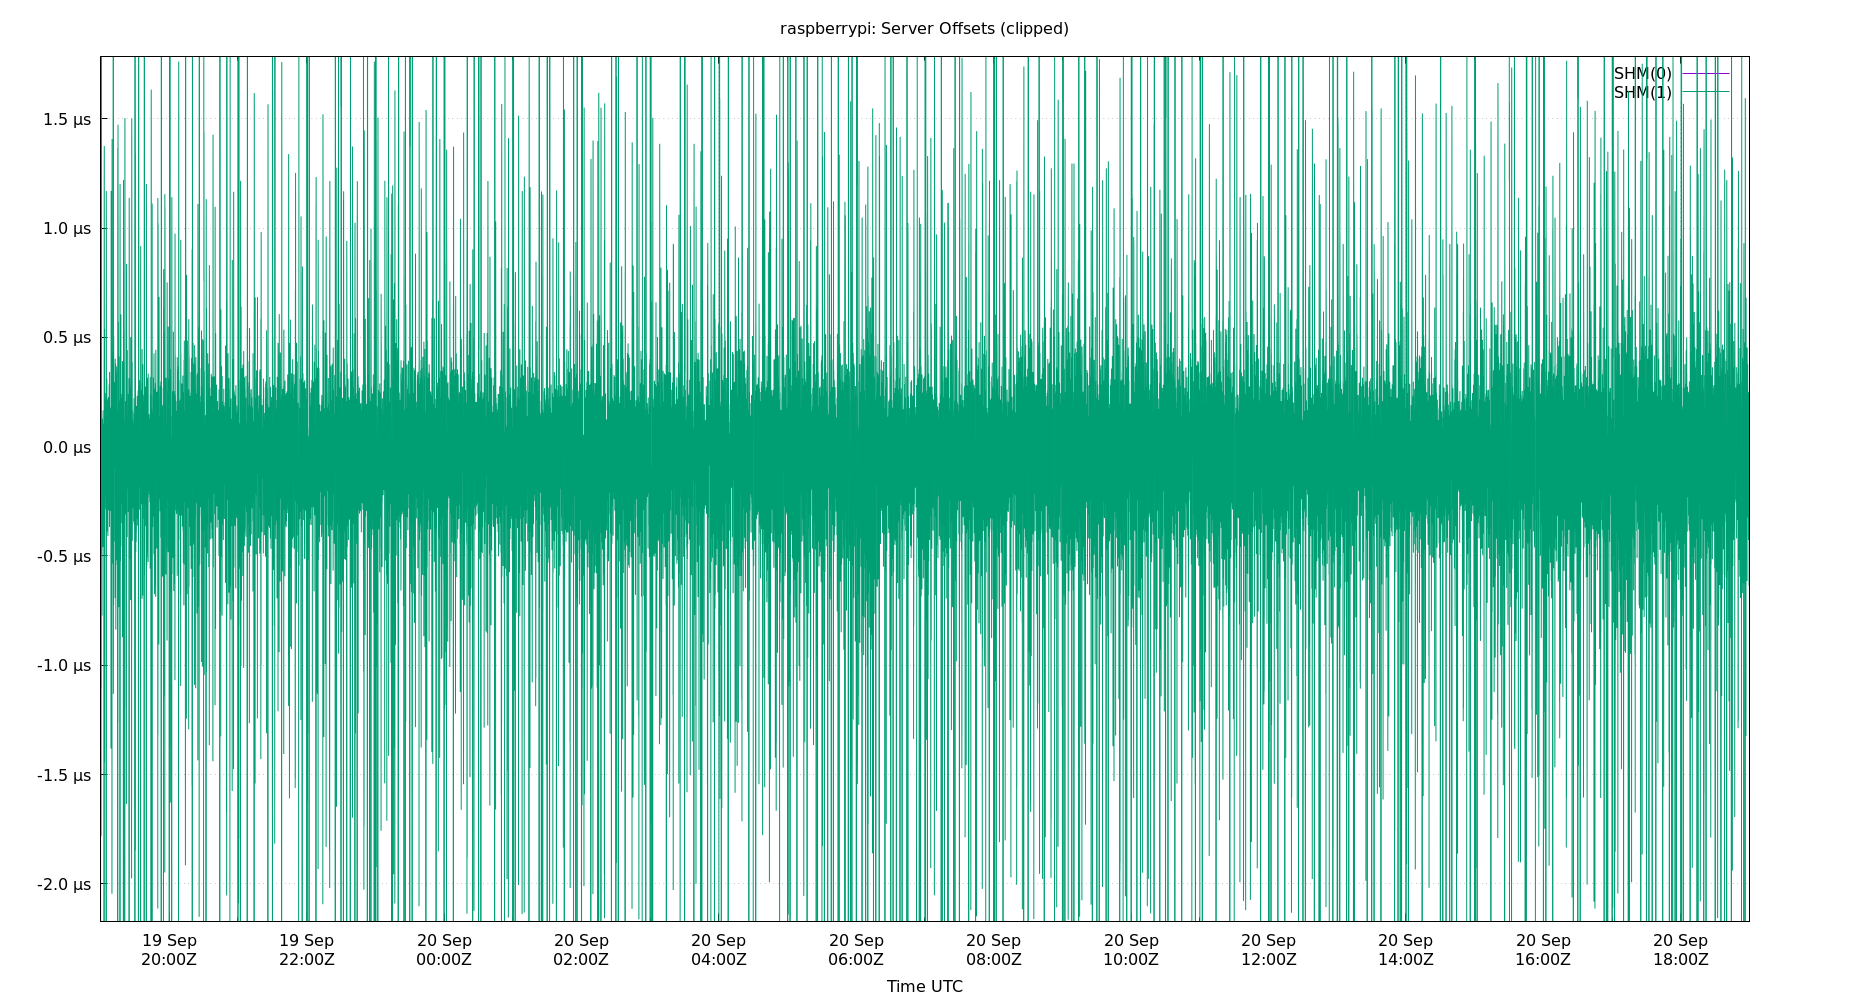 raspberrypi: Server Offsets (clipped)
SHM(0)
SHM(1)
1.5 µs
1.0 µs
0.5 µs
0.0 µs
-0.5 µs
-1.0 µs
-1.5 µs
-2.0 µs
19 Sep 19 Sep 20 Sep 20 Sep 20 Sep 20 Sep 20 Sep 20 Sep 20 Sep 20 Sep 20 Sep 20 Sep
20:00Z 22:00Z 00:00Z 02:00Z 04:00Z 06:00Z 08:00Z 10:00Z 12:00Z 14:00Z 16:00Z 18:00Z
Time UTC